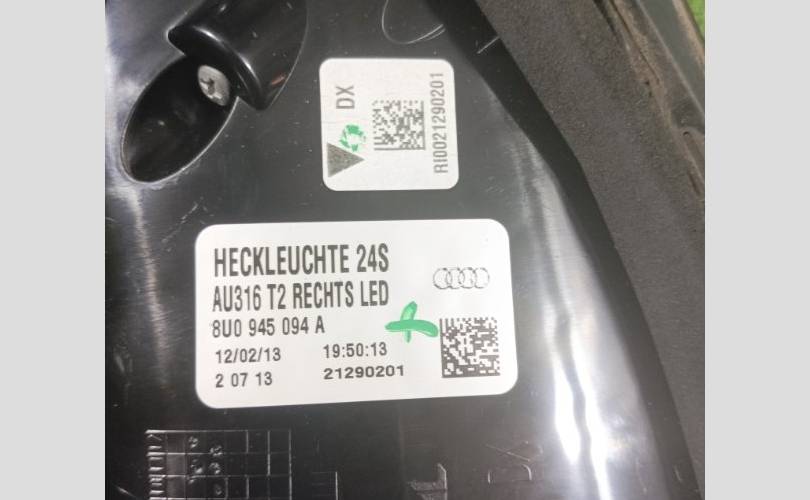 DX
RI0021290201
HECKLEUCHTE 24S
AU316 T2 RECHTS LED
8U0 945 094 A
12/02/13 19:50:13
2 07 13 21290201